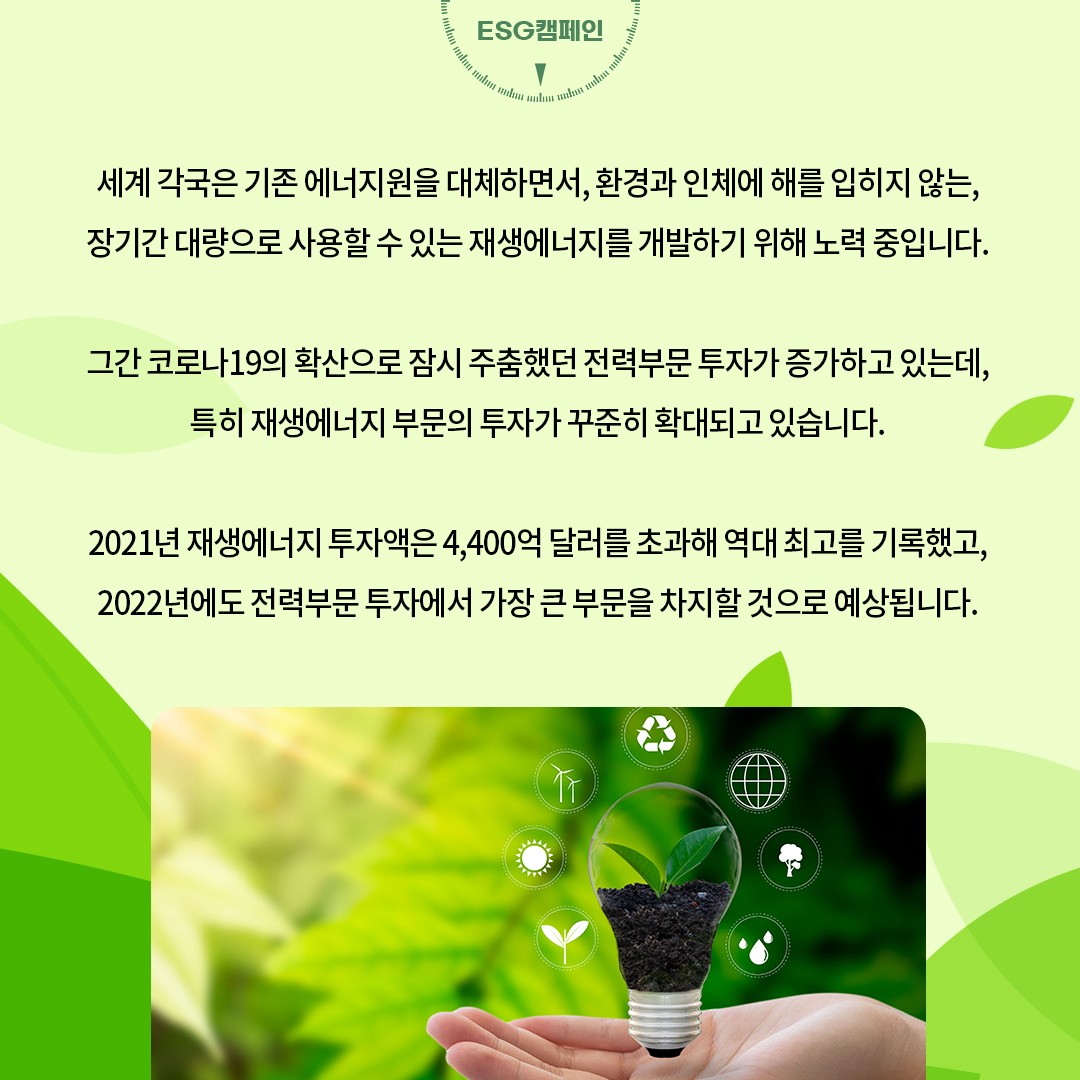 ESG캠페인
세계 각국은 기존 에너지원을 대체하면서, 환경과 인체에 해를 입히지 않는,
장기간 대량으로 사용할 수 있는 재생에너지를 개발하기 위해 노력 중입니다.
그간 코로나19의 확산으로 잠시 주춤했던 전력부문 투자가 증가하고 있는데,
특히 재생에너지 부문의 투자가 꾸준히 확대되고 있습니다.
2021년 재생에너지 투자액은 4,400억 달러를 초과해 역대 최고를 기록했고,
2022년에도 전력부문 투자에서 가장 큰 부문을 차지할 것으로 예상됩니다.